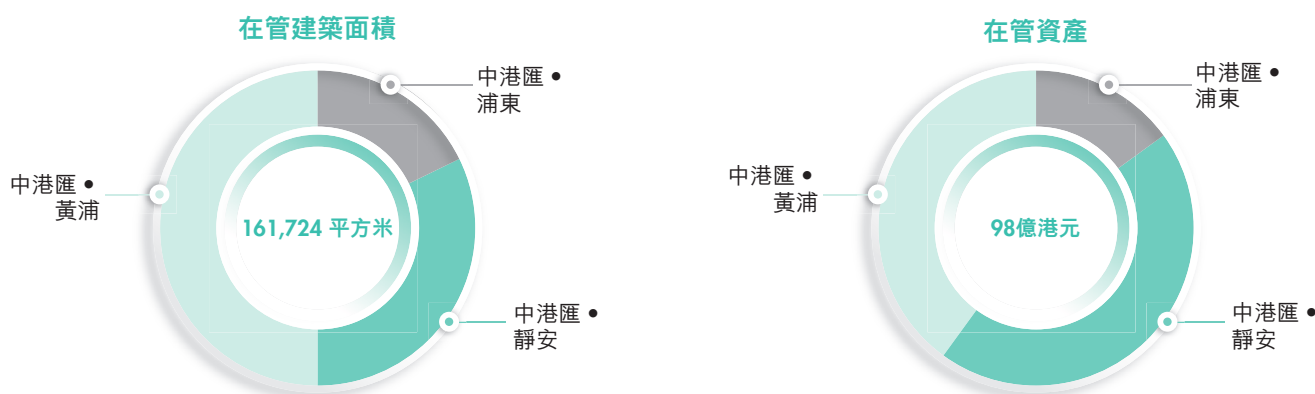 在管建築面積
中港匯•
浦東
中港匯•
黃浦
161,724 平方米
中港匯•
靜安
在管資產
中港匯•
浦東
中港匯•
黃浦
98億港元
中港匯•
靜安